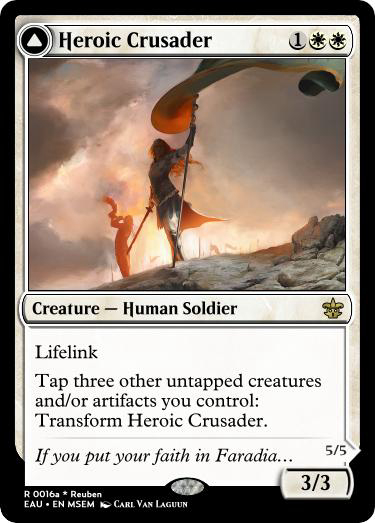 Heroic Crusader 1
Creature — Human Soldier
Lifelink
Tap three other untapped creatures
and/or artifacts you control:
Transform Heroic Crusader.
If you put your faith in Faradia…
5/5
3/3
R 0016a * Reuben
EAU • EN MSEM Carl Van Laguun